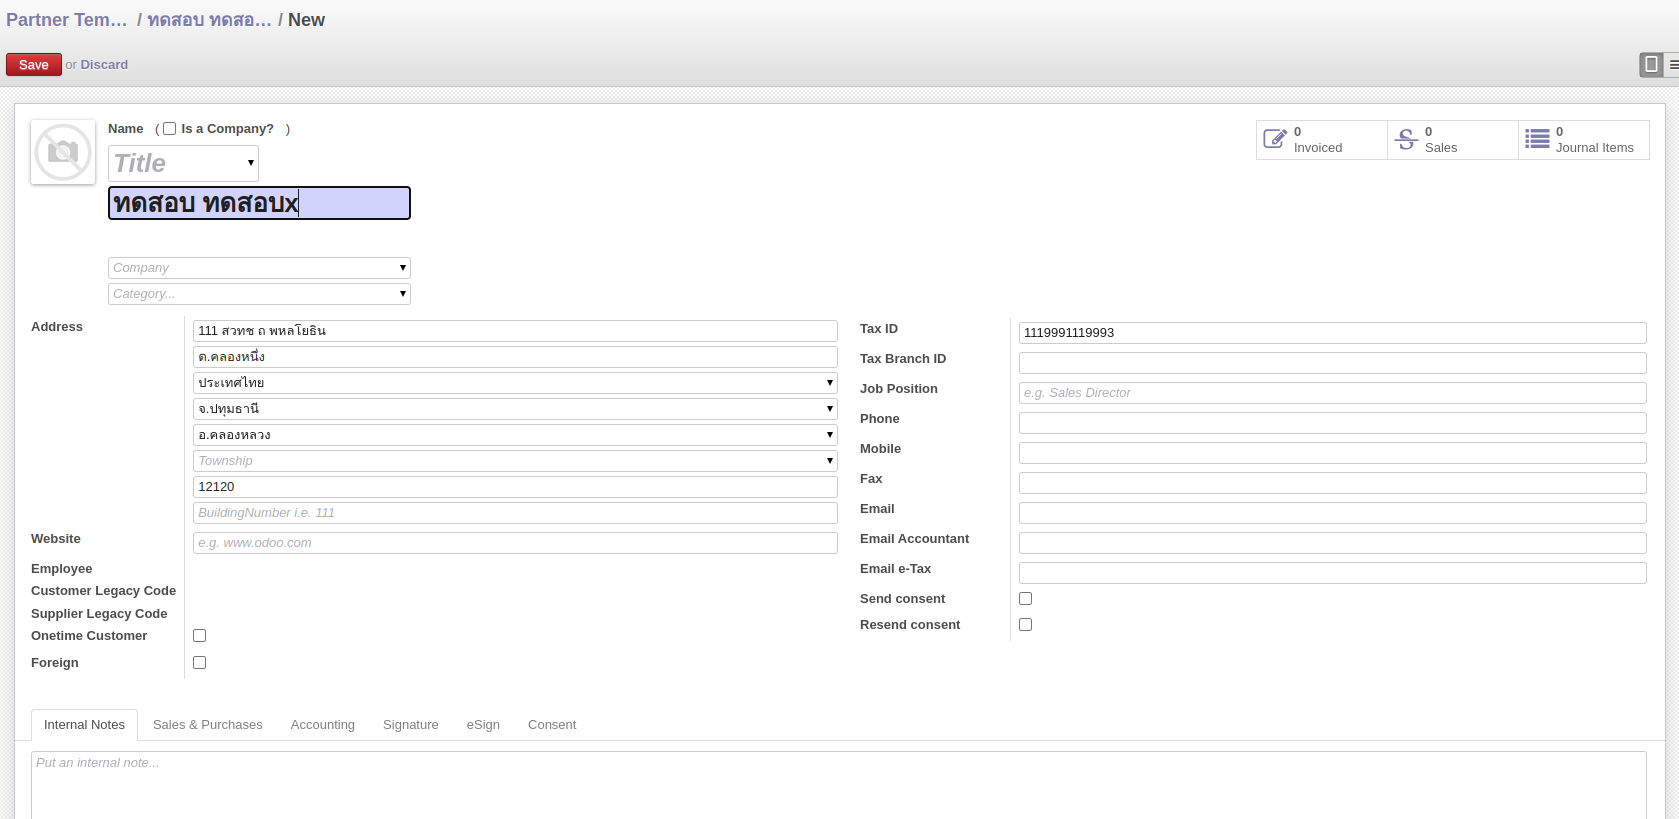 Partner Tem... / ทดสอบ ทดสอ... / New
Save or Discard
Name ( Is a Company? )
0 Invoiced
0 Sales
0 Journal Items
Title
ทดสอบ ทดสอบx
Company
Category...
Address
111 สวทช ถ พหลโยธิน
ต.คลองหนึ่ง
ประเทศไทย
จ.ปทุมธานี
อ.คลองหลวง
Township
12120
BuildingNumber i.e. 111
Website e.g. www.odoo.com
Employee
Customer Legacy Code
Supplier Legacy Code
Onetime Customer
Foreign
Tax ID 1119991119993
Tax Branch ID
Job Position e.g. Sales Director
Phone
Mobile
Fax
Email
Email Accountant
Email e-Tax
Send consent
Resend consent
Internal Notes Sales & Purchases Accounting Signature eSign Consent
Put an internal note...